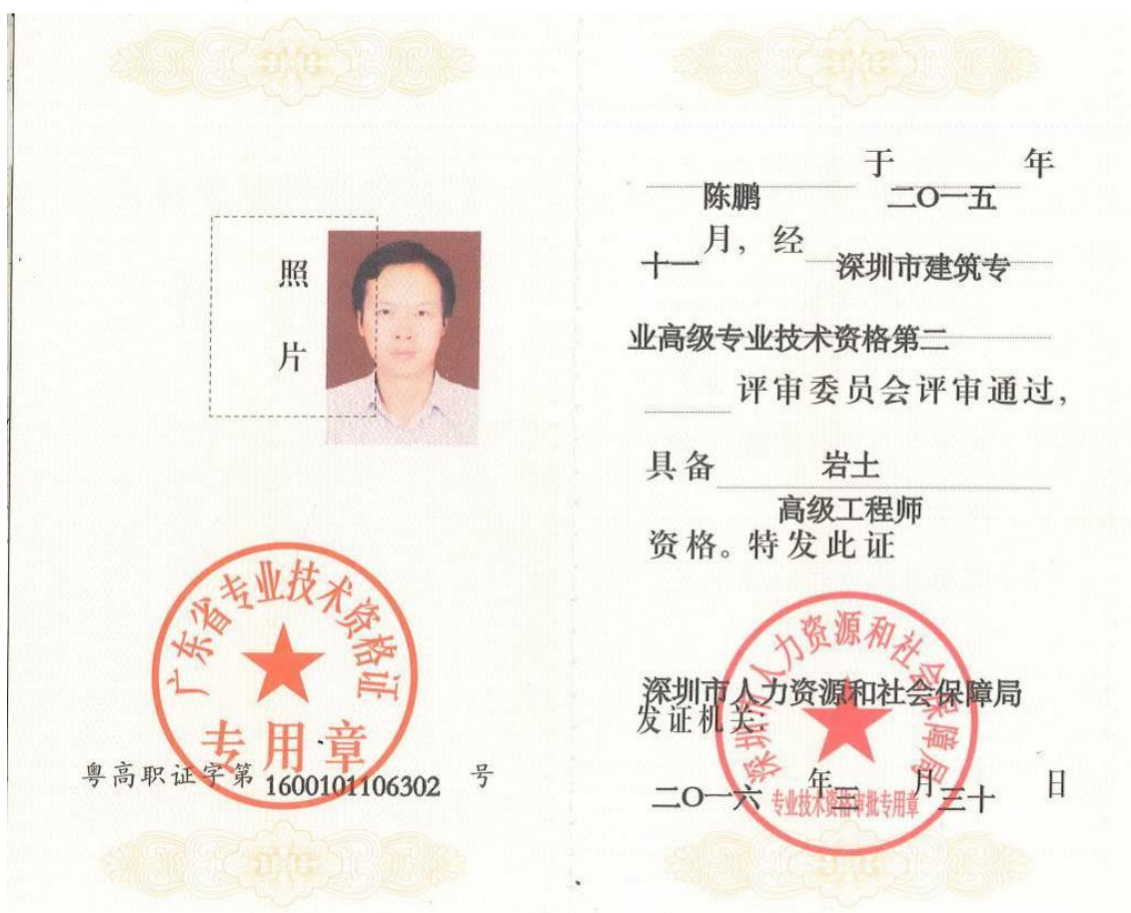 照
片
广东省专业技术资格证
专用章
粤高职证字第 1600101106302 号
于 年
陈鹏 二〇一五
月，经
十一 深圳市建筑专
业高级专业技术资格第二
评审委员会评审通过，
具备 岩土
高级工程师
资格。特发此证
深圳市人力资源和社会保障局
深圳市人力资源和社会保障局
发证机关：
年 月 日
二〇一六 三 三十
专业技术资格审批专用章